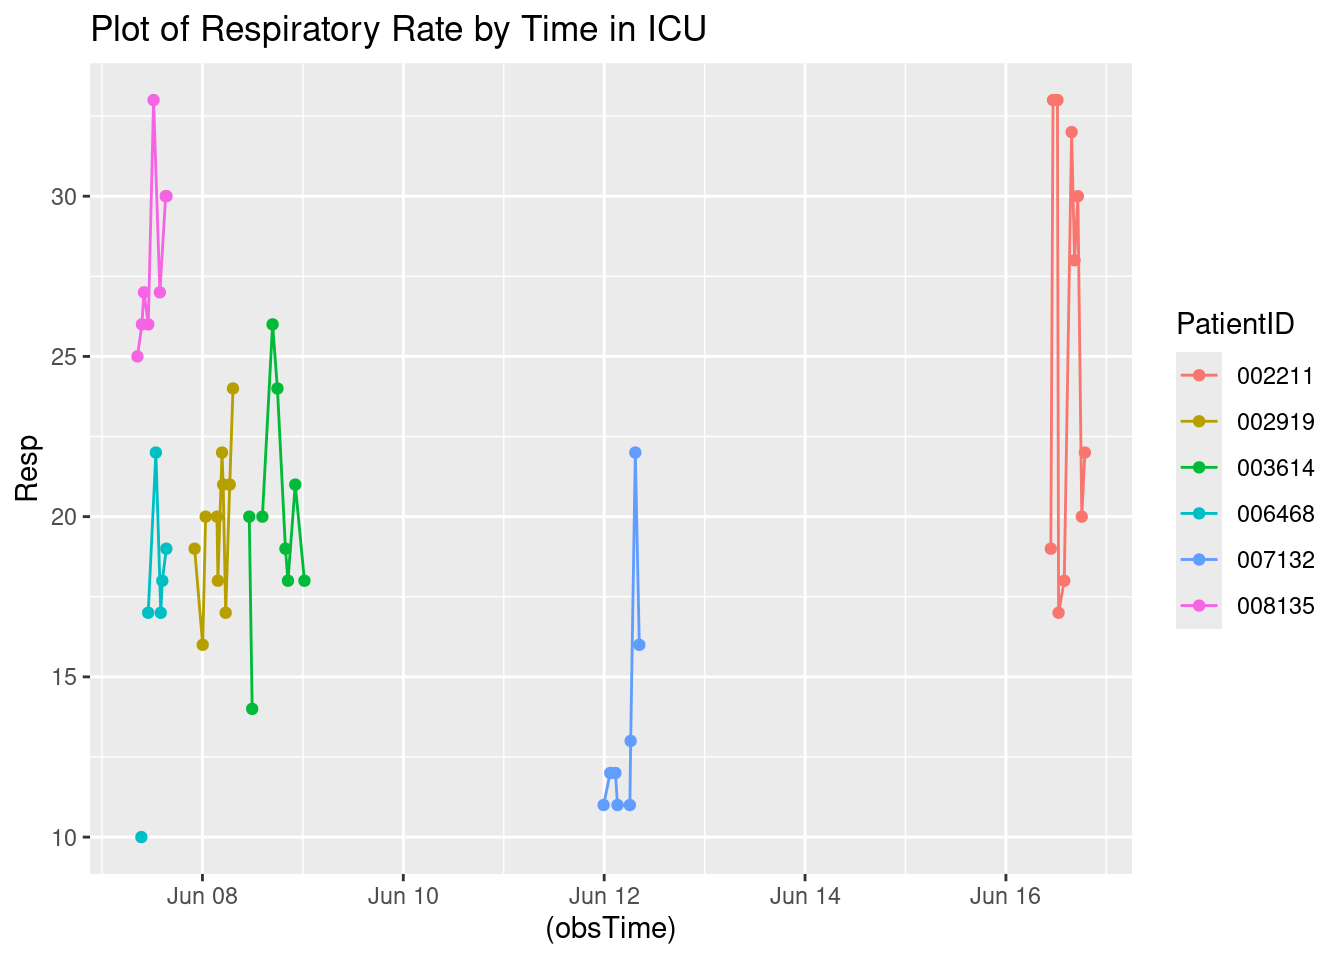 Plot of Respiratory Rate by Time in ICU
Resp
30
25
20
15
10
Jun 08
Jun 10
Jun 12
Jun 14
Jun 16
(obsTime)
PatientID
002211
002919
003614
006468
007132
008135